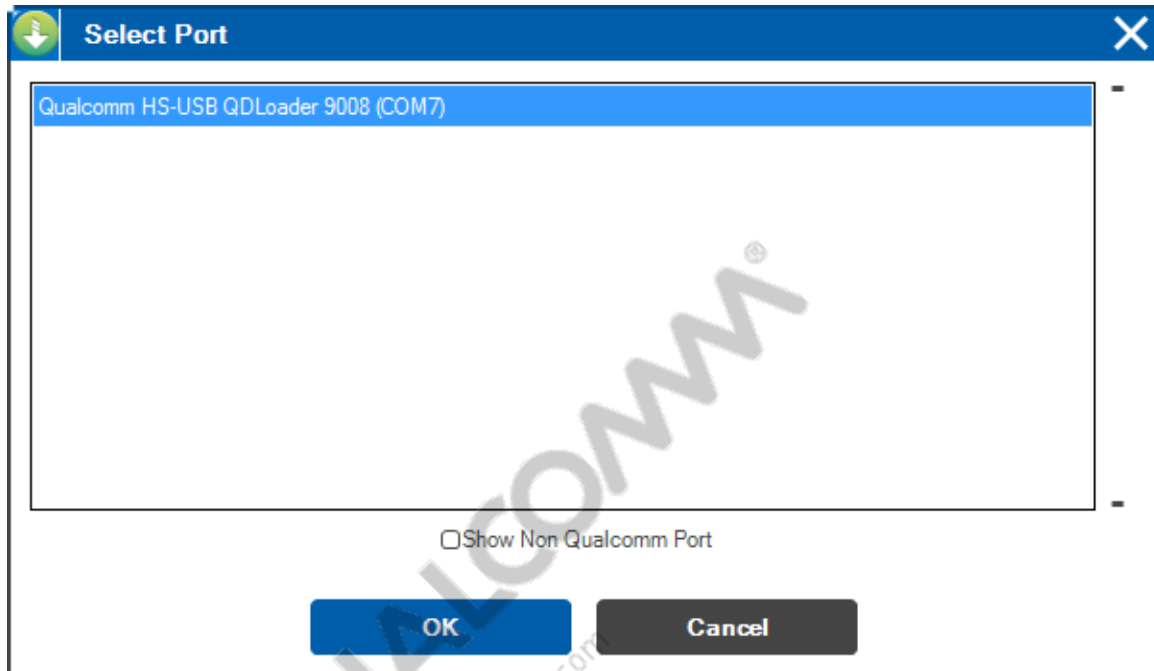 Select Port
Qualcomm HS-USB QDLoader 9008 (COM7)
Show Non Qualcomm Port
OK
Cancel